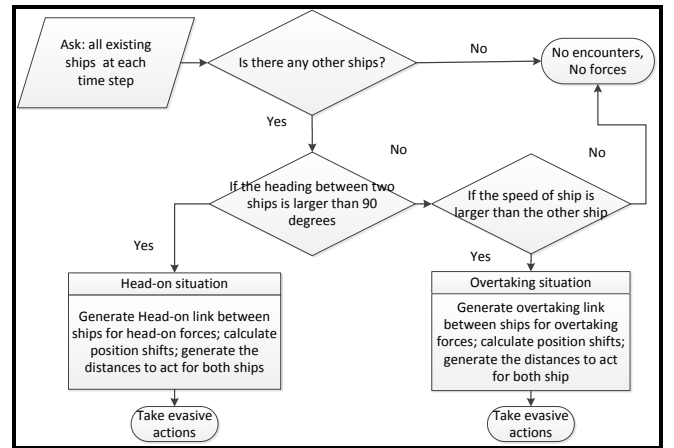 Ask: all existing
ships at each
time step
Is there any other ships?
No
No encounters,
No forces
Yes
If the heading between two
ships is larger than 90
degrees
No
If the speed of ship is
larger than the other ship
No
Yes
Head-on situation
Generate Head-on link between
ships for head-on forces; calculate
position shifts; generate the
distances to act for both ships
Take evasive
actions
Yes
Overtaking situation
Generate overtaking link
between ships for overtaking
forces; calculate position shifts;
generate the distances to act
for both ship
Take evasive
actions